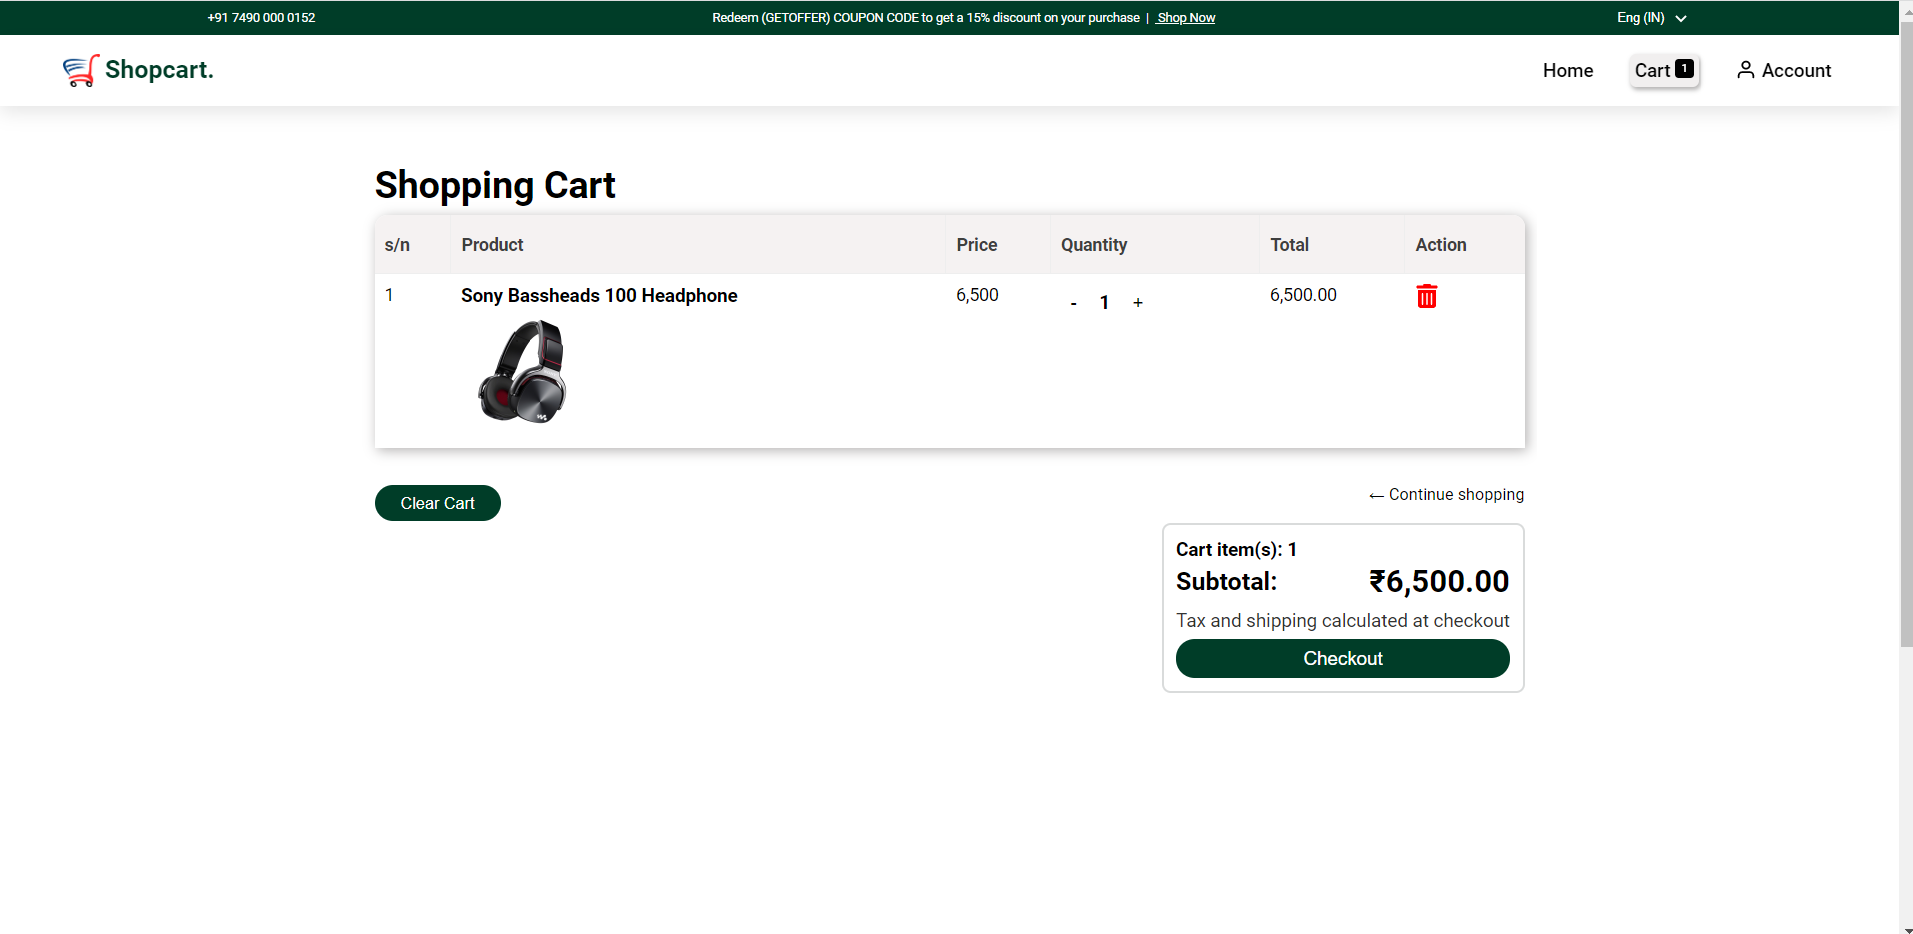 +91 7490 000 0152
Redeem (GETOFFER) COUPON CODE to get a 15% discount on your purchase | Shop Now
Eng (IN)
Shopcart.
Home
Cart 1
Account
Shopping Cart
s/n Product Price Quantity Total Action
1 Sony Bassheads 100 Headphone 6,500 - 1 + 6,500.00
Clear Cart
← Continue shopping
Cart item(s): 1
Subtotal: ₹6,500.00
Tax and shipping calculated at checkout
Checkout